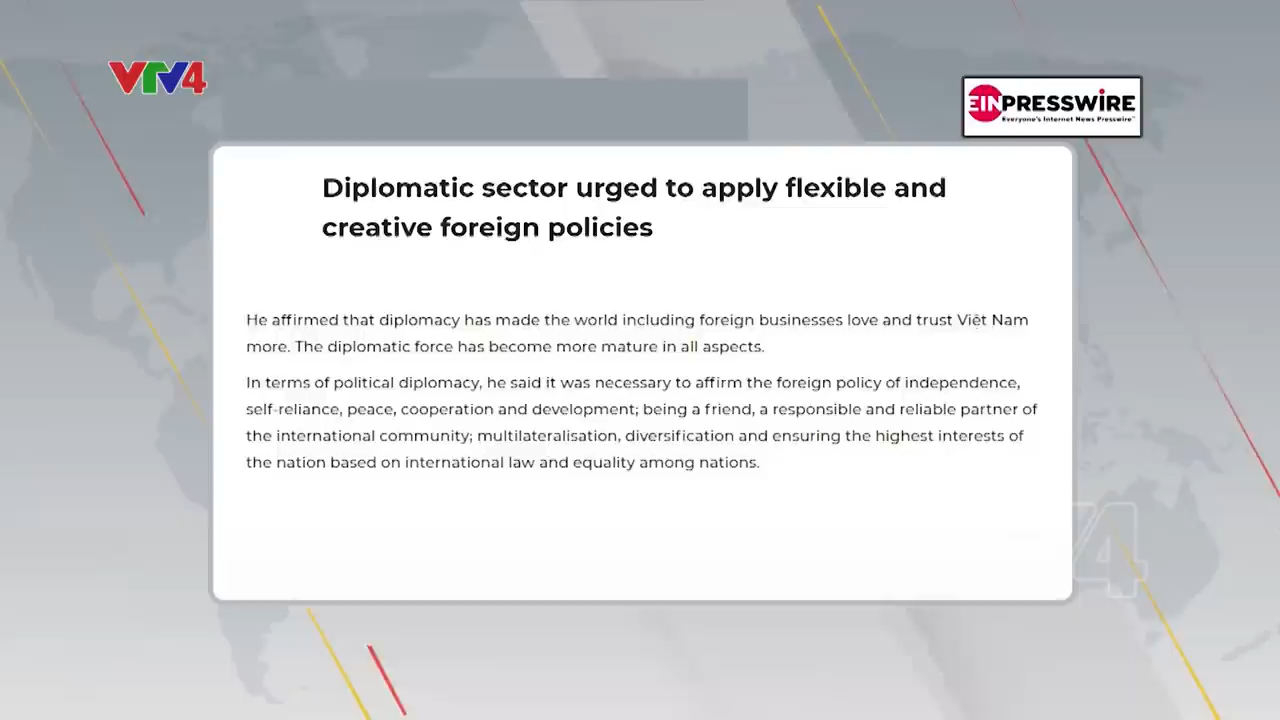 VTV4
EINPRESSWIRE
Everyone's Internet News Presswire™
Diplomatic sector urged to apply flexible and
creative foreign policies
He affirmed that diplomacy has made the world including foreign businesses love and trust Việt Nam
more. The diplomatic force has become more mature in all aspects.
In terms of political diplomacy, he said it was necessary to affirm the foreign policy of independence,
self-reliance, peace, cooperation and development; being a friend, a responsible and reliable partner of
the international community; multilateralisation, diversification and ensuring the highest interests of
the nation based on international law and equality among nations.
V4